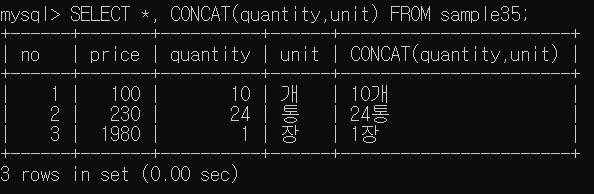 mysql> SELECT *, CONCAT(quantity,unit) FROM sample35;
+------+-------+----------+------+-----------------------+
| no | price | quantity | unit | CONCAT(quantity,unit) |
+------+-------+----------+------+-----------------------+
| 1 | 100 | 10 | 개 | 10개 |
| 2 | 230 | 24 | 통 | 24통 |
| 3 | 1980 | 1 | 장 | 1장 |
+------+-------+----------+------+-----------------------+
3 rows in set (0.00 sec)